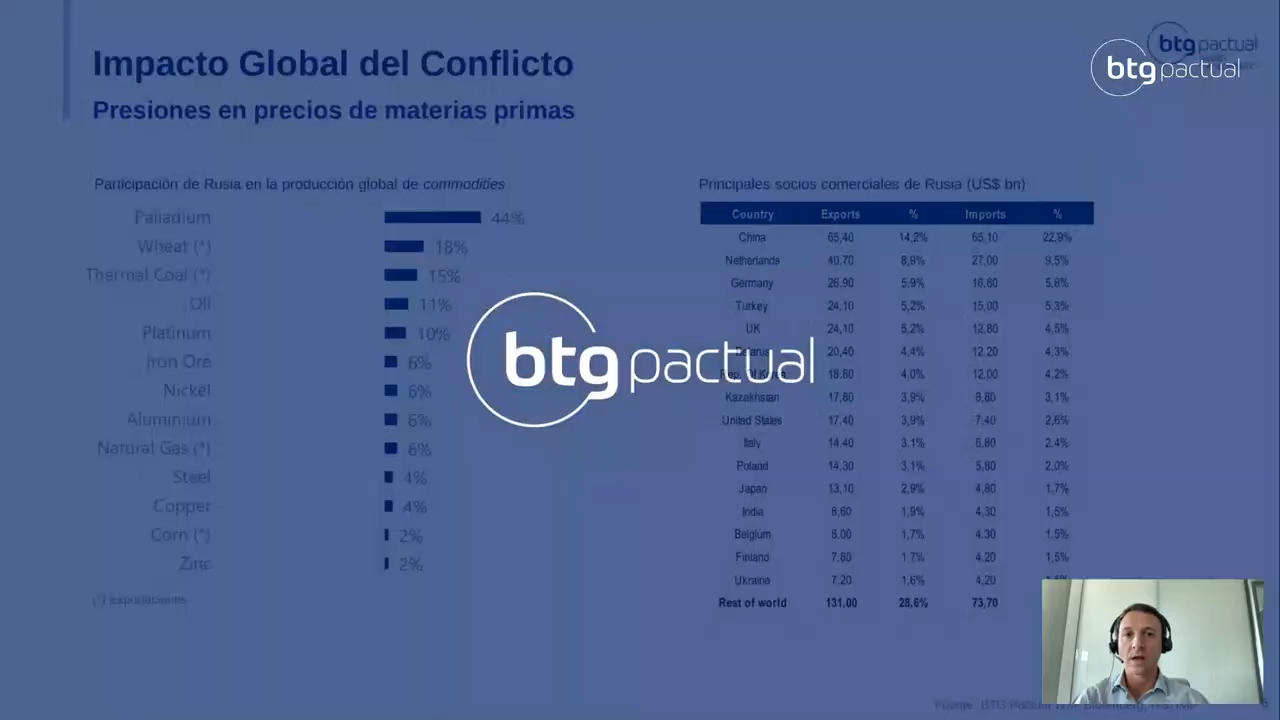 Impacto Global del Conflicto
Presiones en precios de materias primas
btg pactual
btg pactual
Participación de Rusia en la producción global de commodities
Palladium 44%
Wheat (*) 18%
Thermal Coal (*) 15%
Oil 11%
Platinum 10%
Iron Ore 6%
Nickel 6%
Aluminium 6%
Natural Gas (*) 6%
Steel 4%
Copper 4%
Corn (*) 2%
Zinc 2%
(*) exportaciones
btg pactual
Principales socios comerciales de Rusia (US$ bn)
Country Exports % Imports %
China 65,40 14,2% 65,10 22,9%
Netherlands 40,70 8,9% 27,00 9,5%
Germany 26,90 5,9% 16,60 5,8%
Turkey 24,10 5,2% 15,00 5,3%
UK 24,10 5,2% 12,80 4,5%
Belarus 20,40 4,4% 12,20 4,3%
Rep. Of Korea 18,60 4,0% 12,00 4,2%
Kazakhstan 17,80 3,9% 8,80 3,1%
United States 17,40 3,9% 7,40 2,6%
Italy 14,40 3,1% 6,80 2,4%
Poland 14,30 3,1% 5,80 2,0%
Japan 13,10 2,9% 4,80 1,7%
India 8,60 1,9% 4,30 1,5%
Belgium 8,00 1,7% 4,30 1,5%
Finland 7,80 1,7% 4,20 1,5%
Ukraine 7,20 1,6% 4,20
Rest of world 131,00 28,6% 73,70
Fuente: BTG Pactual